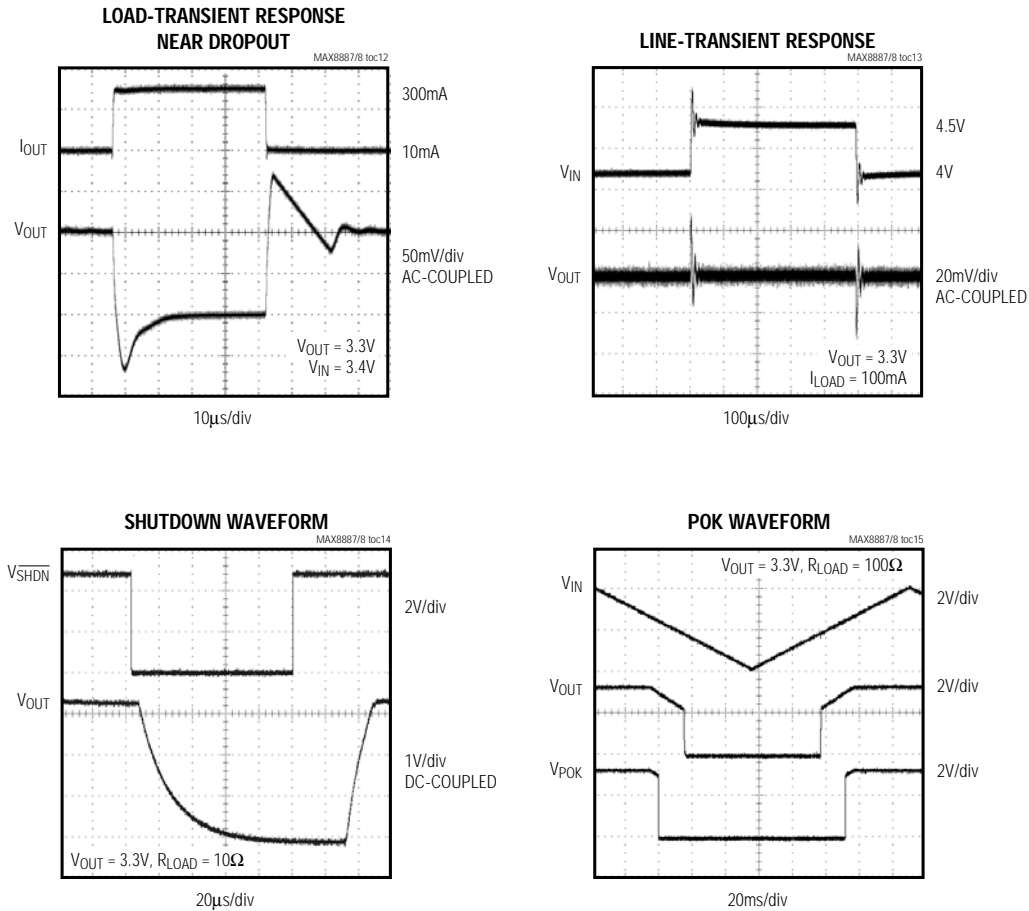 LOAD-TRANSIENT RESPONSE
NEAR DROPOUT
MAX8887/8 toc12
IOUT
300mA
10mA
VOUT
50mV/div
AC-COUPLED
VOUT = 3.3V
VIN = 3.4V
10µs/div
LINE-TRANSIENT RESPONSE
MAX8887/8 toc13
4.5V
VIN
4V
VOUT
20mV/div
AC-COUPLED
VOUT = 3.3V
ILOAD = 100mA
100µs/div
SHUTDOWN WAVEFORM
MAX8887/8 toc14
VSHDN
2V/div
VOUT
1V/div
DC-COUPLED
VOUT = 3.3V, RLOAD = 10Ω
20µs/div
POK WAVEFORM
MAX8887/8 toc15
VOUT = 3.3V, RLOAD = 100Ω
VIN
2V/div
VOUT
2V/div
VPOK
2V/div
20ms/div